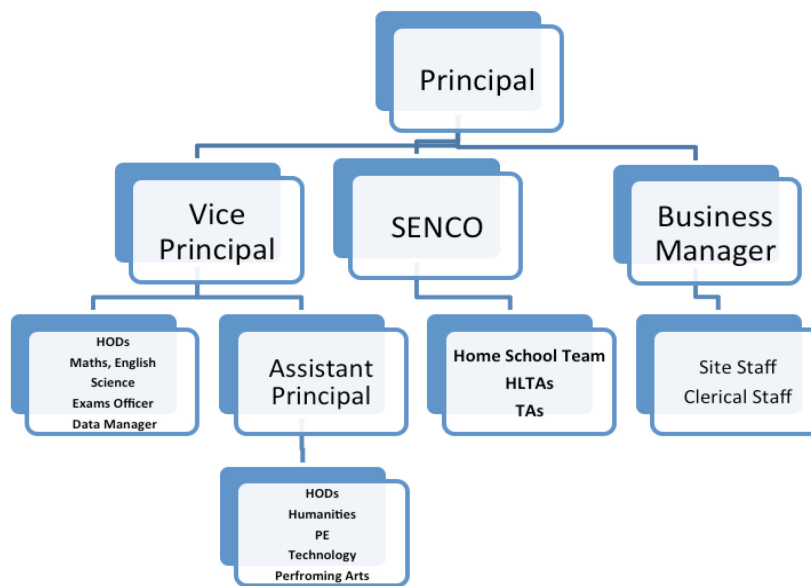 Principal
Vice
Principal
SENCO
Business
Manager
HODs
Maths, English
Science
Exams Officer
Data Manager
Assistant
Principal
Home School Team
HLTAs
TAs
Site Staff
Clerical Staff
HODs
Humanities
PE
Technology
Perfroming Arts